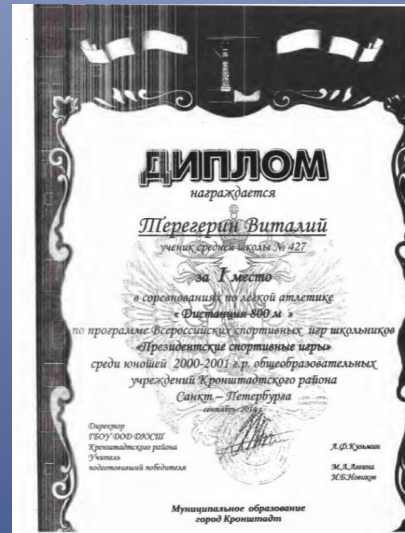 ДИПЛОМ
награждается
Терегерин Виталий
ученик средней школы № 427
за I место
в соревнованиях по легкой атлетике
« Дистанция 800 м »
по программе Всероссийских спортивных игр школьников
«Президентские спортивные игры»
среди юношей 2000-2001 г.р. общеобразовательных
учреждений Кронштадтского района
Санкт – Петербурга
сентябрь 2014 г.
Директор
ГБОУ ДОД ДЮСШ
Кронштадтского района
А.Ф.Кузьмин
Учитель
подготовивший победителя
М.А.Левина
Н.Б.Новиков
Муниципальное образование
город Кронштадт